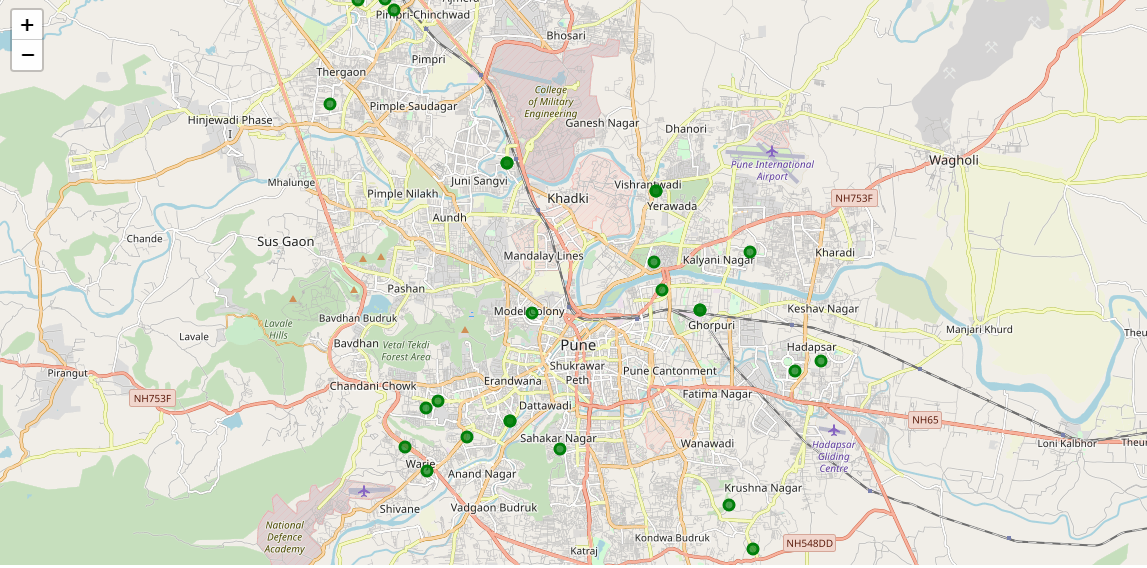 +
−
Pimpri-Chinchwad
Bhosari
Pimpri
Thergaon
College
of Military
Engineering
Pimple Saudagar
Hinjewadi Phase
I
Ganesh Nagar
Dhanori
Pune International
Airport
Wagholi
Mhalunge
Juni Sangvi
Vishrantwadi
Pimple Nilakh
Khadki
Yerawada
NH753F
Aundh
Chande
Sus Gaon
Mandalay Lines
Kalyani Nagar
Kharadi
Pashan
Model Colony
Keshav Nagar
Bavdhan Budruk
Lavale
Hills
Ghorpuri
Manjari Khurd
Lavale
Bavdhan
Vetal Tekdi
Forest Area
Pune
Hadapsar
Shukrawar
Peth
Pirangut
Pune Cantonment
Chandani Chowk
Erandwana
NH753F
Fatima Nagar
Dattawadi
NH65
Sahakar Nagar
Wanawadi
Hadapsar
Gliding
Centre
Loni Kalbhor
Warje
Anand Nagar
Krushna Nagar
Shivane
Vadgaon Budruk
National
Defence
Academy
Kondwa Budruk
NH548DD
Katraj